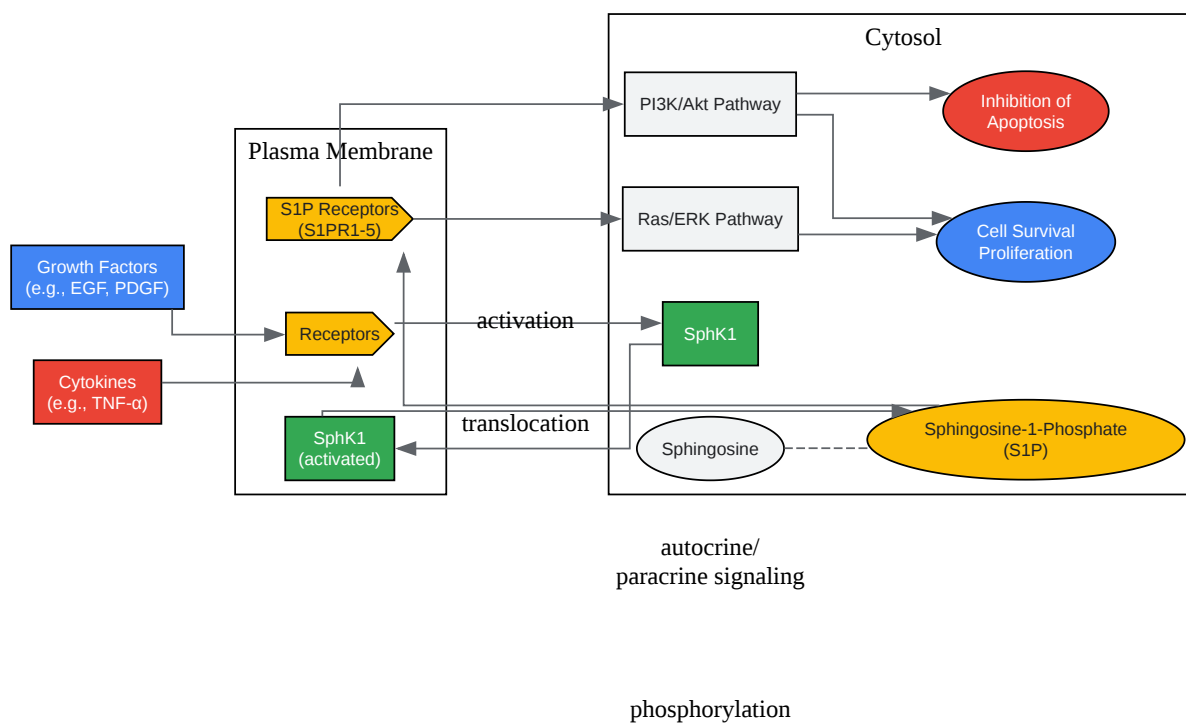 Cytosol
PI3K/Akt Pathway
Inhibition of
Apoptosis
Plasma Membrane
S1P Receptors
(S1PR1-5)
Ras/ERK Pathway
Cell Survival
Proliferation
Growth Factors
(e.g., EGF, PDGF)
Receptors
activation
SphK1
Cytokines
(e.g., TNF-α)
SphK1
(activated)
translocation
Sphingosine
Sphingosine-1-Phosphate
(S1P)
autocrine/
paracrine signaling
phosphorylation